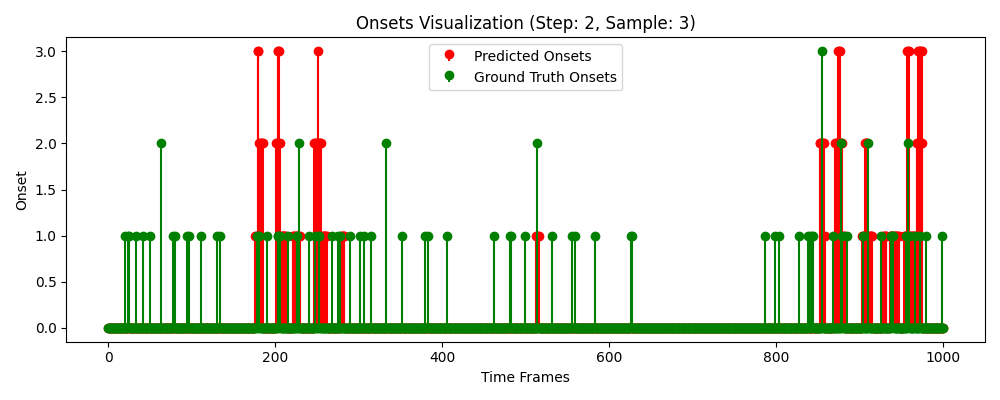 Onsets Visualization (Step: 2, Sample: 3)
Predicted Onsets
Ground Truth Onsets
3.0
2.5
2.0
1.5
1.0
0.5
0.0
Onset
0 200 400 600 800 1000
Time Frames